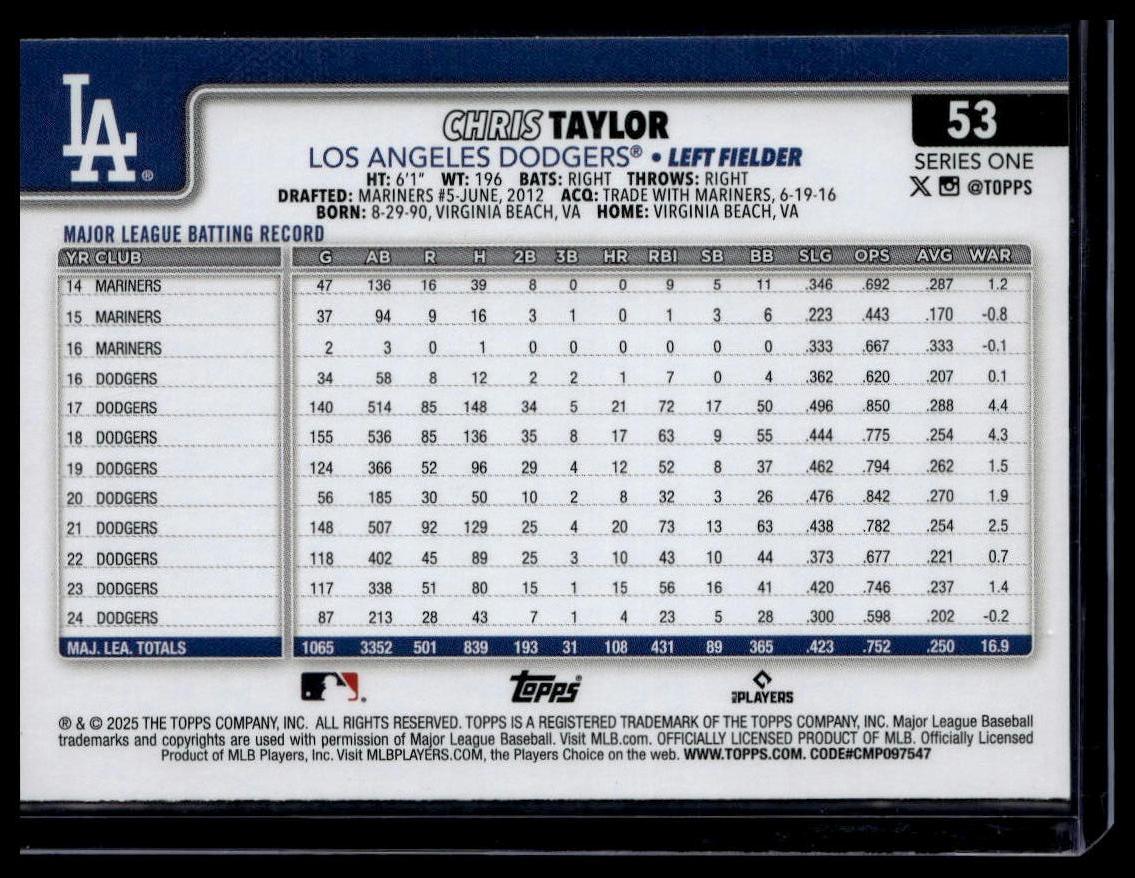 LA®
53
CHRIS TAYLOR
LOS ANGELES DODGERS® • LEFT FIELDER
SERIES ONE
HT: 6'1" WT: 196 BATS: RIGHT THROWS: RIGHT
X @TOPPS
DRAFTED: MARINERS #5-JUNE, 2012 ACQ: TRADE WITH MARINERS, 6-19-16
BORN: 8-29-90, VIRGINIA BEACH, VA HOME: VIRGINIA BEACH, VA
MAJOR LEAGUE BATTING RECORD
YR CLUB G AB R H 2B 3B HR RBI SB BB SLG OPS AVG WAR
14 MARINERS 47 136 16 39 8 0 0 9 5 11 .346 .692 .287 1.2
15 MARINERS 37 94 9 16 3 1 0 1 3 6 .223 .443 .170 -0.8
16 MARINERS 2 3 0 1 0 0 0 0 0 0 .333 .667 .333 -0.1
16 DODGERS 34 58 8 12 2 2 1 7 0 4 .362 .620 .207 0.1
17 DODGERS 140 514 85 148 34 5 21 72 17 50 .496 .850 .288 4.4
18 DODGERS 155 536 85 136 35 8 17 63 9 55 .444 .775 .254 4.3
19 DODGERS 124 366 52 96 29 4 12 52 8 37 .462 .794 .262 1.5
20 DODGERS 56 185 30 50 10 2 8 32 3 26 .476 .842 .270 1.9
21 DODGERS 148 507 92 129 25 4 20 73 13 63 .438 .782 .254 2.5
22 DODGERS 118 402 45 89 25 3 10 43 10 44 .373 .677 .221 0.7
23 DODGERS 117 338 51 80 15 1 15 56 16 41 .420 .746 .237 1.4
24 DODGERS 87 213 28 43 7 1 4 23 5 28 .300 .598 .202 -0.2
MAJ. LEA. TOTALS 1065 3352 501 839 193 31 108 431 89 365 .423 .752 .250 16.9
Topps®
MLB PLAYERS
® & © 2025 THE TOPPS COMPANY, INC. ALL RIGHTS RESERVED. TOPPS IS A REGISTERED TRADEMARK OF THE TOPPS COMPANY, INC. Major League Baseball
trademarks and copyrights are used with permission of Major League Baseball. Visit MLB.com. OFFICIALLY LICENSED PRODUCT OF MLB. Officially Licensed
Product of MLB Players, Inc. Visit MLBPLAYERS.COM, the Players Choice on the web. WWW.TOPPS.COM. CODE#CMP097547